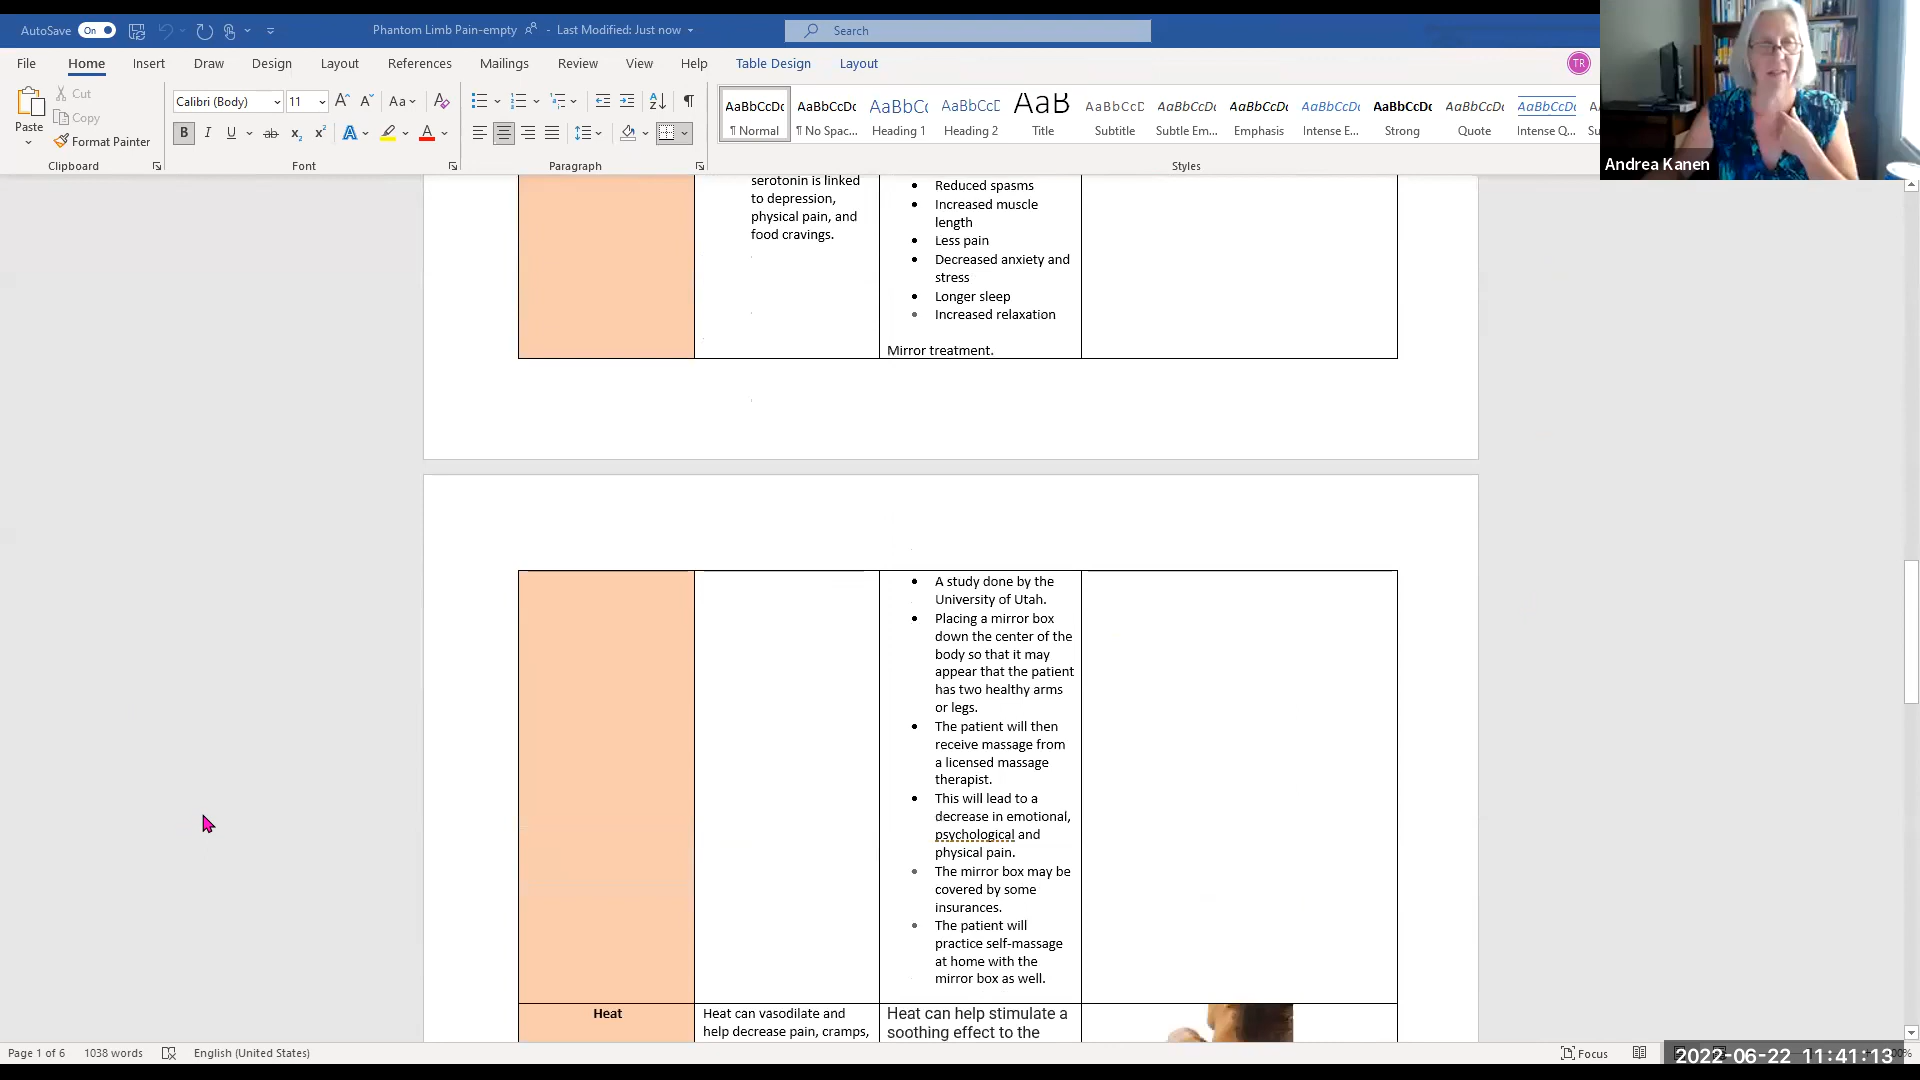 AutoSave On
Phantom Limb Pain-empty - Last Modified: Just now
Search
File Home Insert Draw Design Layout References Mailings Review View Help Table Design Layout
TR
Paste
Cut
Copy
Format Painter
Clipboard
Calibri (Body) 11
Font
Paragraph
AaBbCcDc AaBbCcDc AaBbCc AaBbCcD AaB AaBbCcD AaBbCcDc AaBbCcDc AaBbCcDc AaBbCcDc AaBbCcDc AaBbCcDc
¶ Normal ¶ No Spac... Heading 1 Heading 2 Title Subtitle Subtle Em... Emphasis Intense E... Strong Quote Intense Q...
Styles
Andrea Kanen
serotonin is linked
to depression,
physical pain, and
food cravings.
• Reduced spasms
• Increased muscle
length
• Less pain
• Decreased anxiety and
stress
• Longer sleep
• Increased relaxation
Mirror treatment.
• A study done by the
University of Utah.
• Placing a mirror box
down the center of the
body so that it may
appear that the patient
has two healthy arms
or legs.
• The patient will then
receive massage from
a licensed massage
therapist.
• This will lead to a
decrease in emotional,
psychological and
physical pain.
• The mirror box may be
covered by some
insurances.
• The patient will
practice self-massage
at home with the
mirror box as well.
Heat
Heat can vasodilate and
help decrease pain, cramps,
Heat can help stimulate a
soothing effect to the
Page 1 of 6 1038 words English (United States)
Focus
2022-06-22 11:41:13